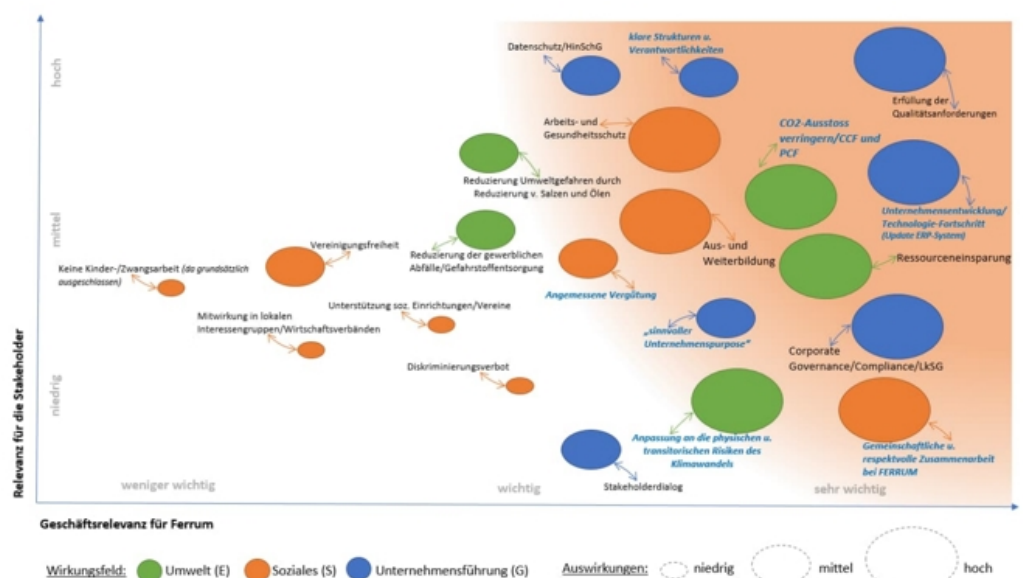 Relevanz für die Stakeholder
hoch
mittel
niedrig
Datenschutz/HinSchG
klare Strukturen u.
Verantwortlichkeiten
Erfüllung der
Qualitätsanforderungen
Arbeits- und
Gesundheitsschutz
CO2-Ausstoss
verringern/CCF und
PCF
Reduzierung Umweltgefahren durch
Reduzierung v. Salzen und Ölen
Unternehmensentwicklung/
Technologie-Fortschritt
(Update ERP-System)
Vereinigungsfreiheit
Reduzierung der gewerblichen
Abfälle/Gefahrstoffentsorgung
Aus- und
Weiterbildung
Ressourceneinsparung
Keine Kinder-/Zwangsarbeit (da grundsätzlich
ausgeschlossen)
Angemessene Vergütung
Unterstützung soz. Einrichtungen/Vereine
Mitwirkung in lokalen
Interessengruppen/Wirtschaftsverbänden
„sinnvoller
Unternehmenspurpose"
Corporate
Governance/Compliance/LkSG
Diskriminierungsverbot
Anpassung an die physischen u.
transitorischen Risiken des
Klimawandels
Gemeinschaftliche u.
respektvolle Zusammenarbeit
bei FERRUM
Stakeholderdialog
weniger wichtig
wichtig
sehr wichtig
Geschäftsrelevanz für Ferrum
Wirkungsfeld: Umwelt (E) Soziales (S) Unternehmensführung (G)
Auswirkungen: niedrig mittel hoch